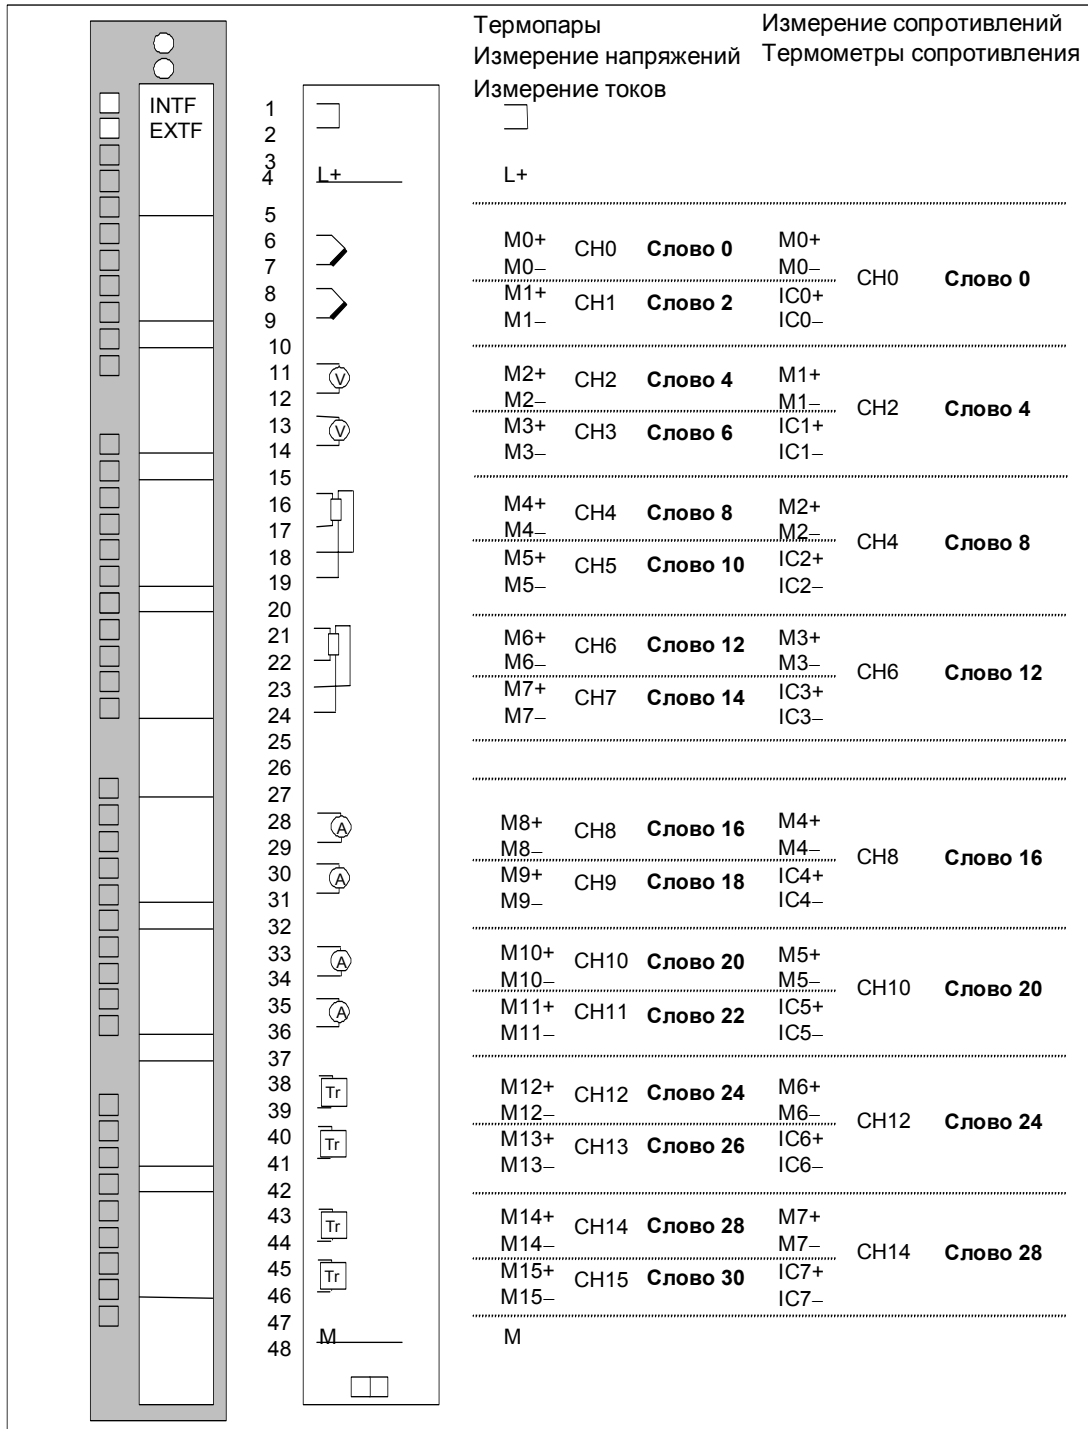 Термопары Измерение сопротивлений
Измерение напряжений Термометры сопротивления
Измерение токов
INTF
EXTF
1
2
3
4 L+ L+
5
6 M0+ CH0 Слово 0 M0+
7 M0– M0–
CH0 Слово 0
8 M1+ CH1 Слово 2 IC0+
9 M1– IC0–
10
11 V M2+ CH2 Слово 4 M1+
12 M2– M1–
CH2 Слово 4
13 V M3+ CH3 Слово 6 IC1+
14 M3– IC1–
15
16 M4+ CH4 Слово 8 M2+
17 M4– M2–
CH4 Слово 8
18 M5+ CH5 Слово 10 IC2+
19 M5– IC2–
20
21 M6+ CH6 Слово 12 M3+
22 M6– M3–
CH6 Слово 12
23 M7+ CH7 Слово 14 IC3+
24 M7– IC3–
25
26
27
28 A M8+ CH8 Слово 16 M4+
29 M8– M4–
CH8 Слово 16
30 A M9+ CH9 Слово 18 IC4+
31 M9– IC4–
32
33 A M10+ CH10 Слово 20 M5+
34 M10– M5–
CH10 Слово 20
35 A M11+ CH11 Слово 22 IC5+
36 M11– IC5–
37
38 Tr M12+ CH12 Слово 24 M6+
39 M12– M6–
CH12 Слово 24
40 Tr M13+ CH13 Слово 26 IC6+
41 M13– IC6–
42
43 Tr M14+ CH14 Слово 28 M7+
44 M14– M7–
CH14 Слово 28
45 Tr M15+ CH15 Слово 30 IC7+
46 M15– IC7–
47
48 M M